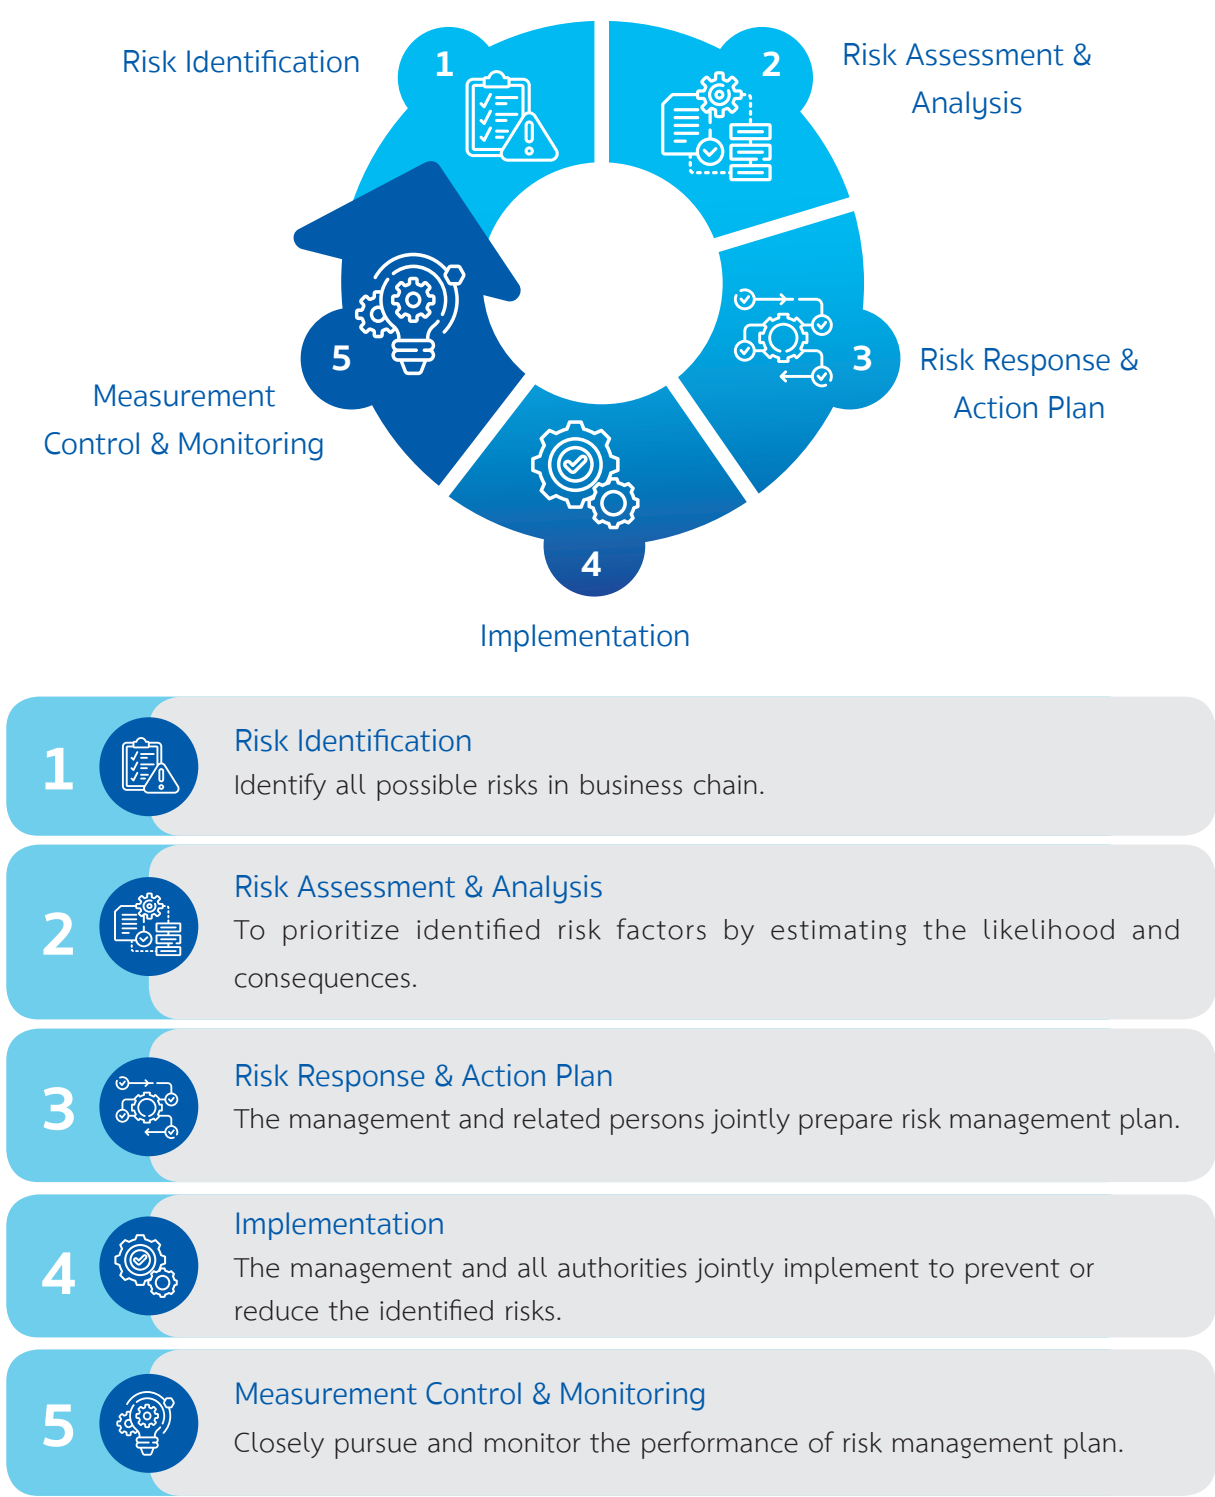 Risk Identification
1
2
Risk Assessment &
Analysis
3
Risk Response &
Action Plan
4
Implementation
5
Measurement
Control & Monitoring
1
Risk Identification
Identify all possible risks in business chain.
2
Risk Assessment & Analysis
To prioritize identified risk factors by estimating the likelihood and
consequences.
3
Risk Response & Action Plan
The management and related persons jointly prepare risk management plan.
4
Implementation
The management and all authorities jointly implement to prevent or
reduce the identified risks.
5
Measurement Control & Monitoring
Closely pursue and monitor the performance of risk management plan.